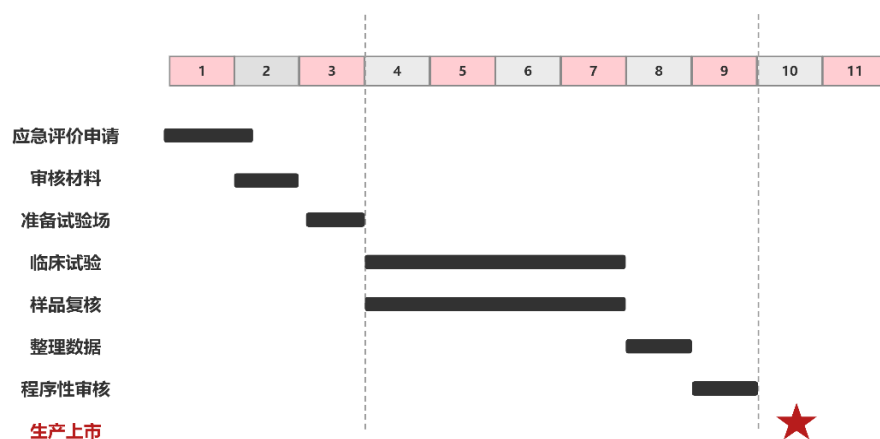 1 2 3 4 5 6 7 8 9 10 11
应急评价申请
审核材料
准备试验场
临床试验
样品复核
整理数据
程序性审核
生产上市